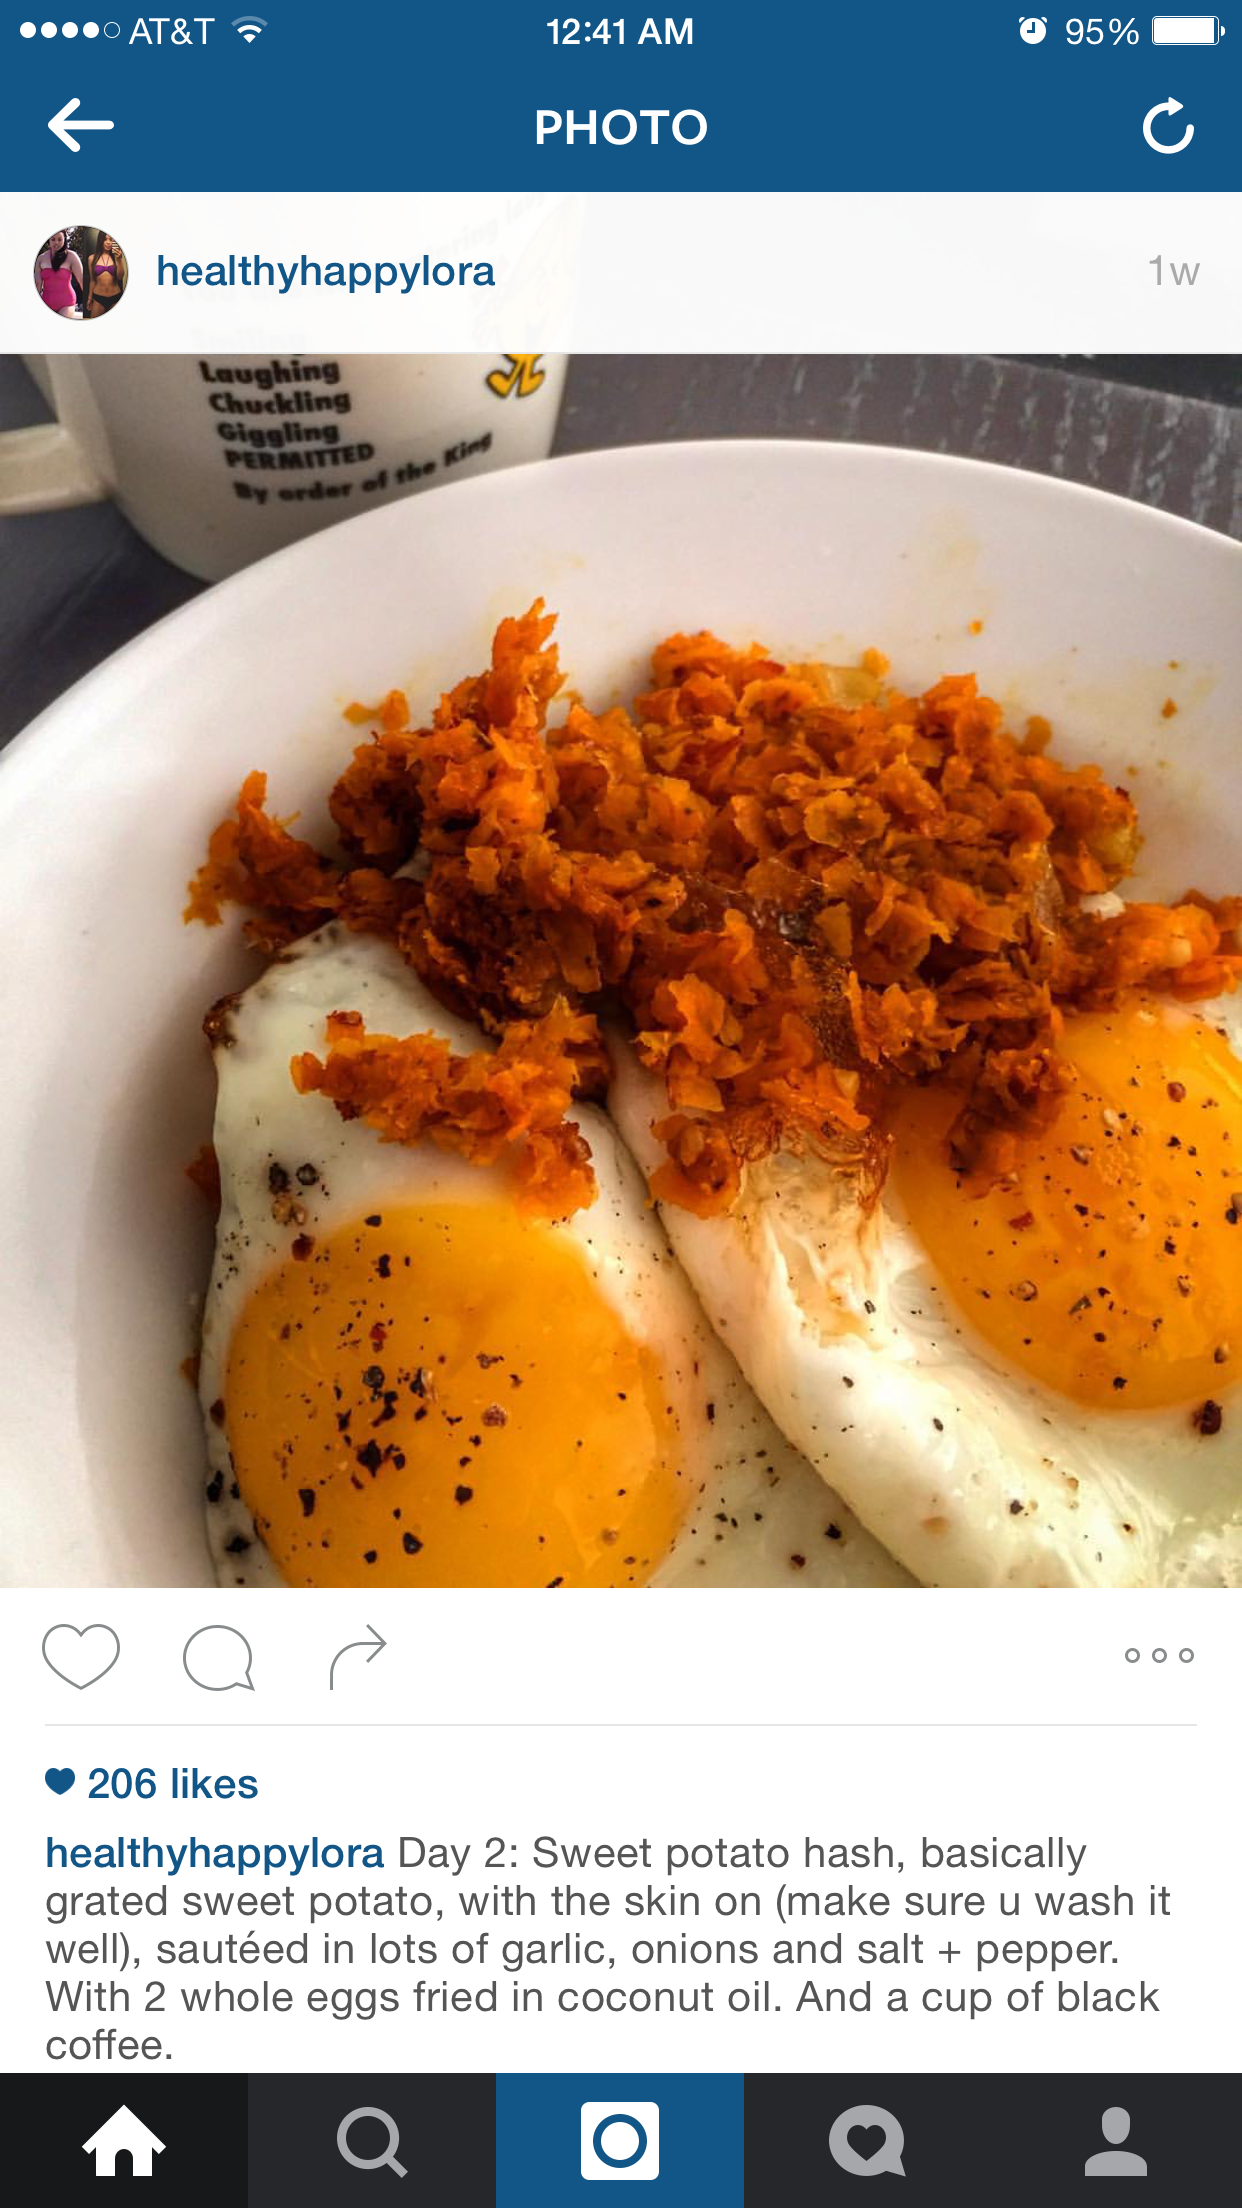 AT&T 12:41 AM 95%
PHOTO
healthyhappylora 1w
Laughing
Chuckling
Giggling
PERMITTED
By order of the King
206 likes
healthyhappylora Day 2: Sweet potato hash, basically
grated sweet potato, with the skin on (make sure u wash it
well), sautéed in lots of garlic, onions and salt + pepper.
With 2 whole eggs fried in coconut oil. And a cup of black
coffee.